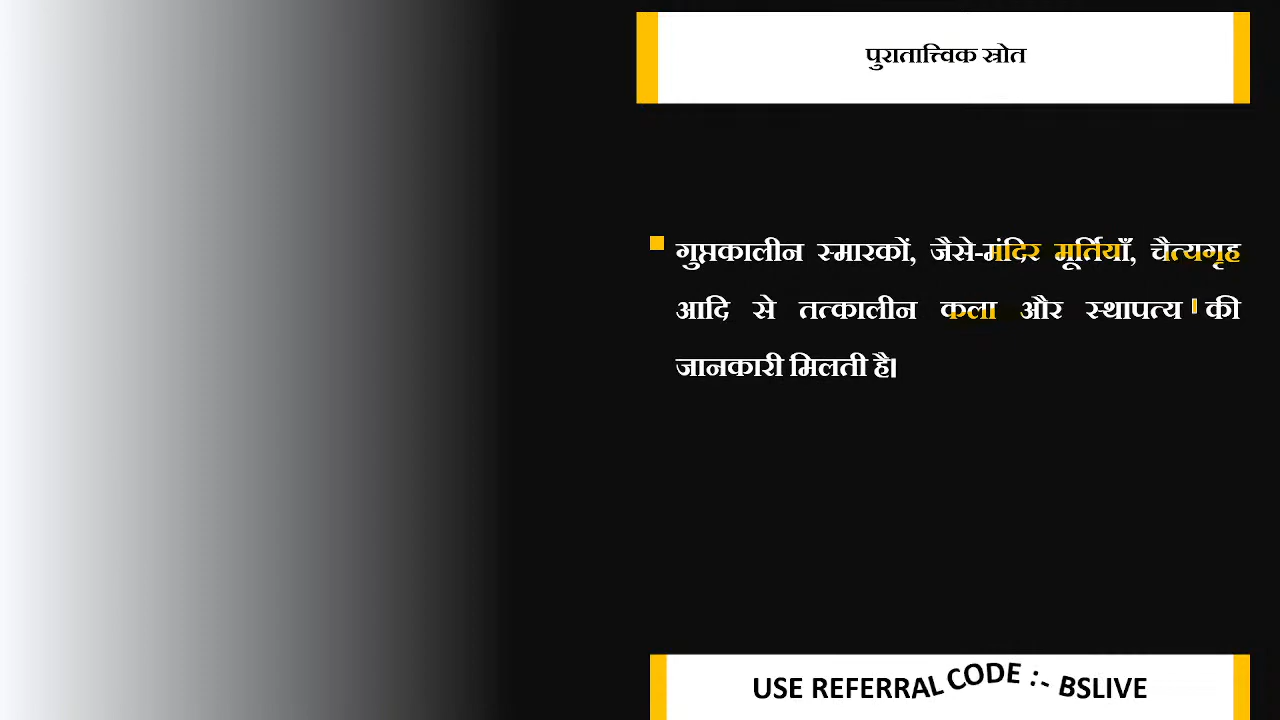 पुरातात्त्विक स्रोत
गुप्तकालीन स्मारकों, जैसे-मंदिर मूर्तियाँ, चैत्यगृह
आदि से तत्कालीन कला और स्थापत्य की
जानकारी मिलती है।
USE REFERRAL CODE :- BSLIVE